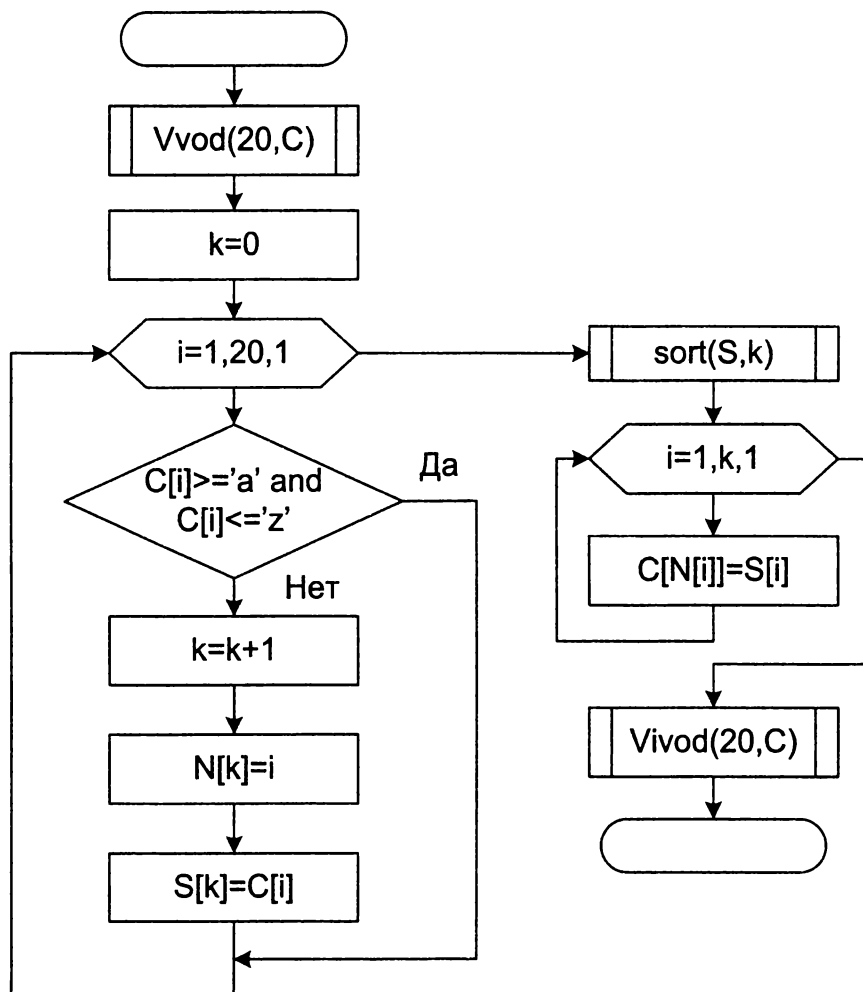 Vvod(20,C)
k=0
i=1,20,1
C[i]>='a' and
C[i]<='z'
Да
Нет
k=k+1
N[k]=i
S[k]=C[i]
sort(S,k)
i=1,k,1
C[N[i]]=S[i]
Vivod(20,C)